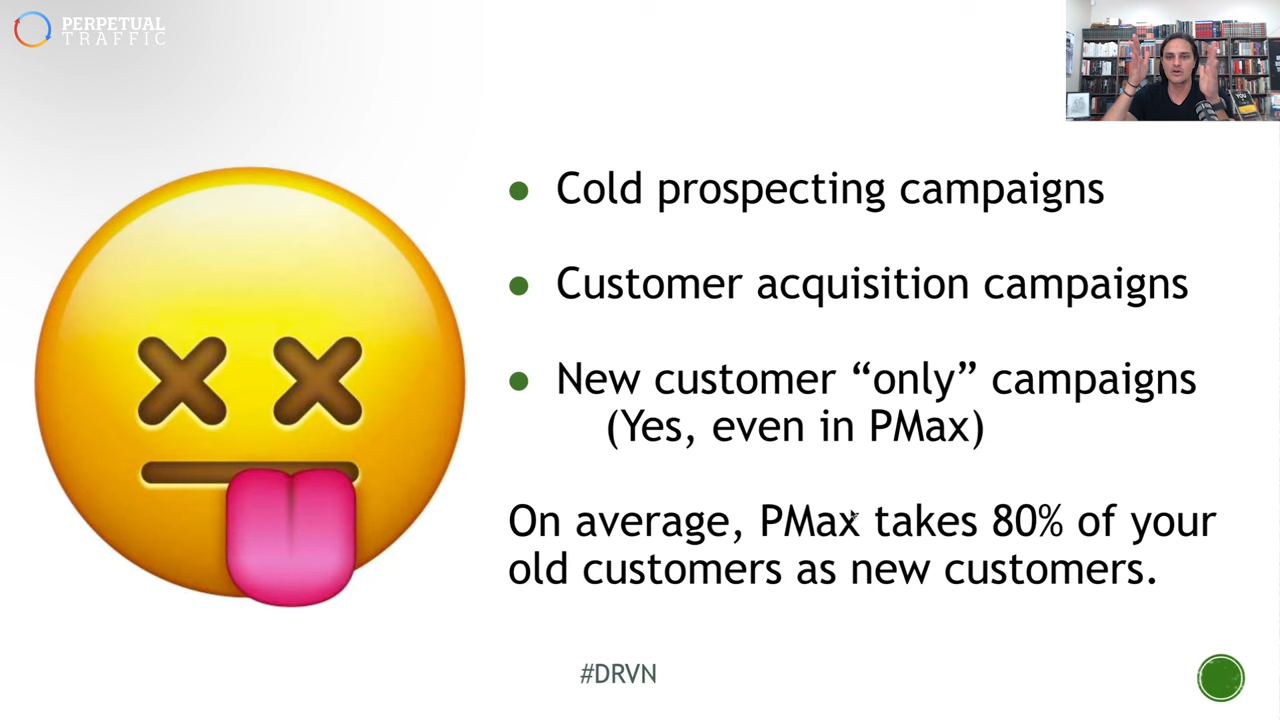 PERPETUAL
TRAFFIC
Cold prospecting campaigns
Customer acquisition campaigns
New customer “only” campaigns
(Yes, even in PMax)
On average, PMax takes 80% of your
old customers as new customers.
#DRVN